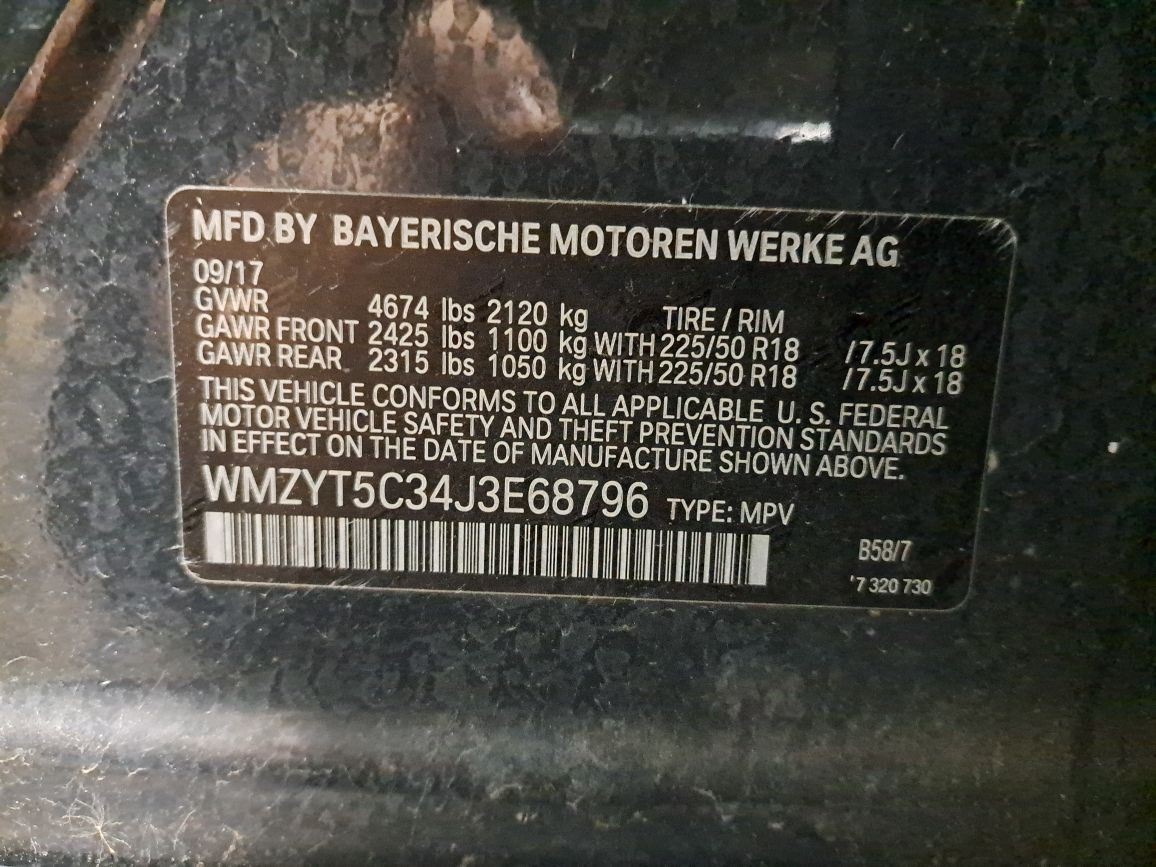 MFD BY BAYERISCHE MOTOREN WERKE AG
09/17
GVWR 4674 lbs 2120 kg TIRE / RIM
GAWR FRONT 2425 lbs 1100 kg WITH 225/50 R18 /7.5J x 18
GAWR REAR 2315 lbs 1050 kg WITH 225/50 R18 /7.5J x 18
THIS VEHICLE CONFORMS TO ALL APPLICABLE U. S. FEDERAL
MOTOR VEHICLE SAFETY AND THEFT PREVENTION STANDARDS
IN EFFECT ON THE DATE OF MANUFACTURE SHOWN ABOVE.
WMZYT5C34J3E68796 TYPE: MPV
B58/7
'7 320 730